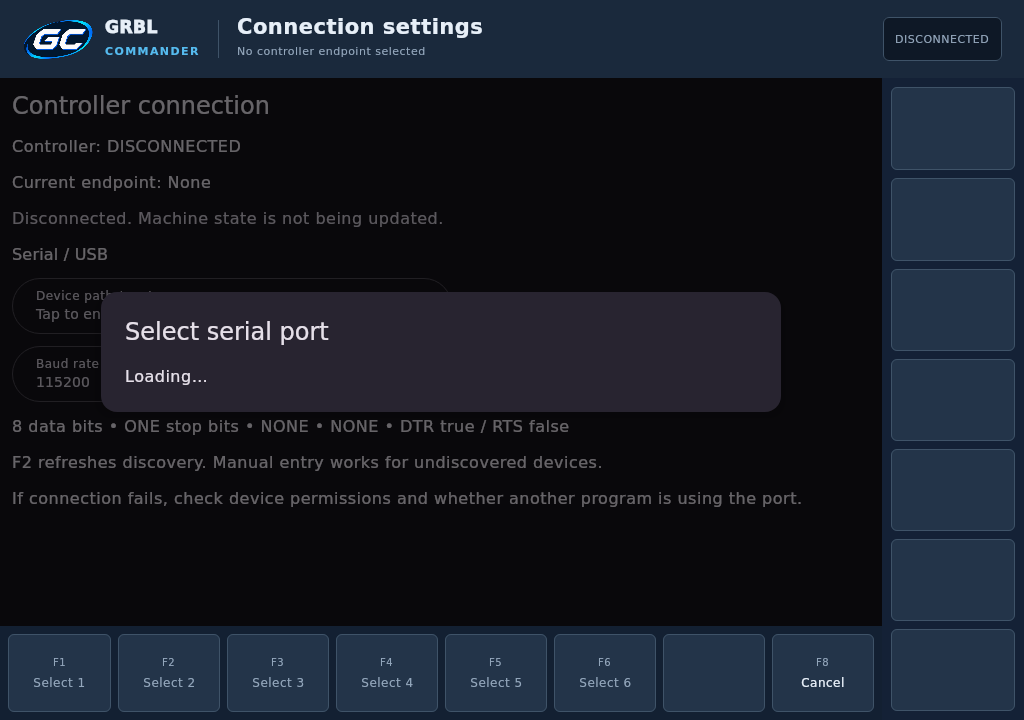 GC
GRBL
COMMANDER
Connection settings
No controller endpoint selected
DISCONNECTED
Controller connection
Controller: DISCONNECTED
Current endpoint: None
Disconnected. Machine state is not being updated.
Serial / USB
Device path
Tap to en
Select serial port
Loading...
Baud rate
115200
8 data bits • ONE stop bits • NONE • NONE • DTR true / RTS false
F2 refreshes discovery. Manual entry works for undiscovered devices.
If connection fails, check device permissions and whether another program is using the port.
F1
Select 1
F2
Select 2
F3
Select 3
F4
Select 4
F5
Select 5
F6
Select 6
F8
Cancel